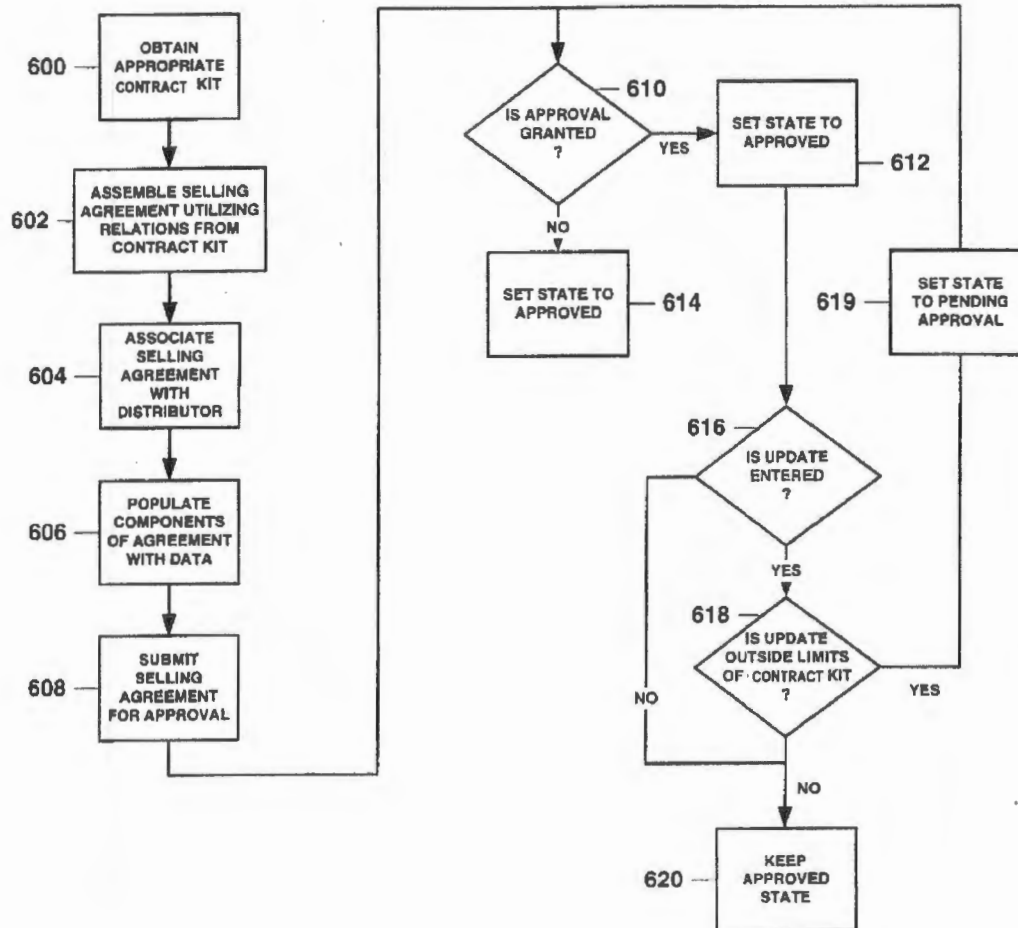 600
OBTAIN
APPROPRIATE
CONTRACT KIT
602
ASSEMBLE SELLING
AGREEMENT UTILIZING
RELATIONS FROM
CONTRACT KIT
604
ASSOCIATE
SELLING
AGREEMENT
WITH
DISTRIBUTOR
606
POPULATE
COMPONENTS
OF AGREEMENT
WITH DATA
608
SUBMIT
SELLING
AGREEMENT
FOR APPROVAL
610
IS APPROVAL
GRANTED
?
YES
SET STATE TO
APPROVED
612
NO
SET STATE TO
APPROVED
614
SET STATE
TO PENDING
APPROVAL
619
616
IS UPDATE
ENTERED
?
YES
618
IS UPDATE
OUTSIDE LIMITS
OF CONTRACT KIT
?
YES
NO
NO
620
KEEP
APPROVED
STATE